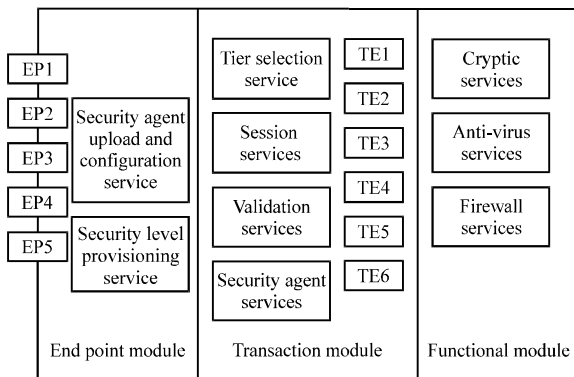 EP1
EP2
EP3
EP4
EP5
Security agent
upload and
configuration
service
Security level
provisioning
service
End point module
Tier selection
service
Session
services
Validation
services
Security agent
services
TE1
TE2
TE3
TE4
TE5
TE6
Transaction module
Cryptic
services
Anti-virus
services
Firewall
services
Functional module